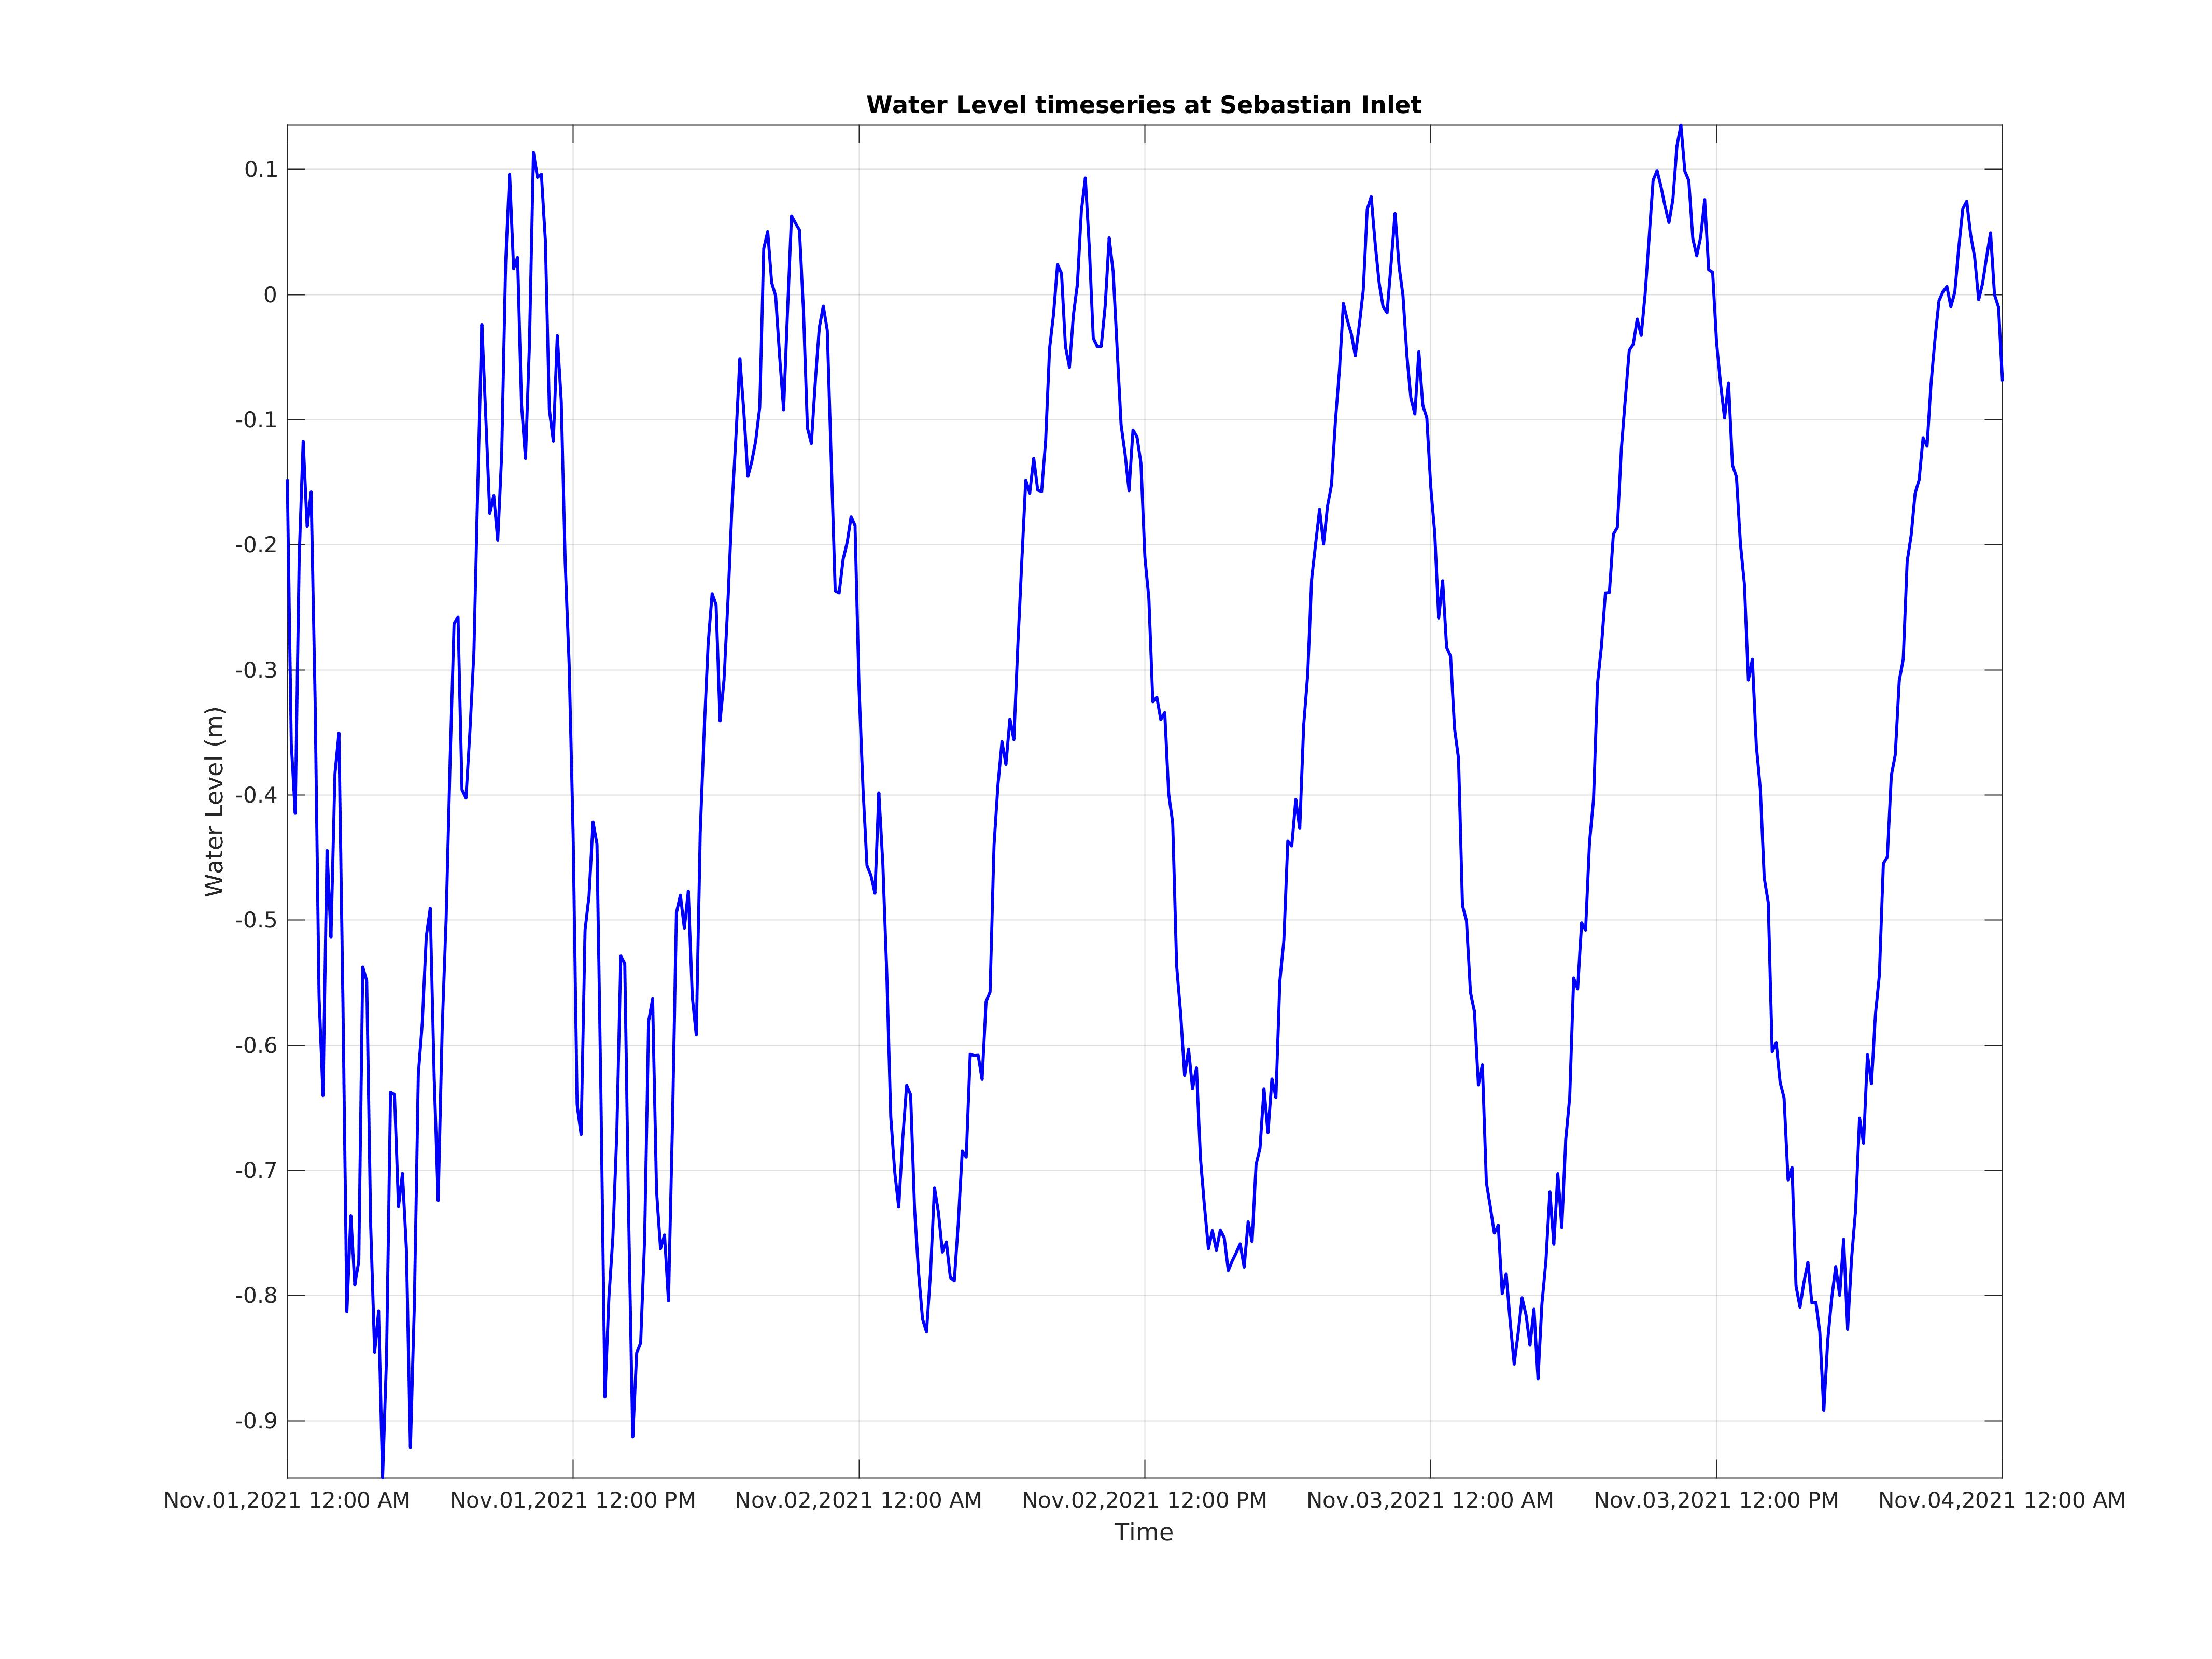 Water Level timeseries at Sebastian Inlet
0.1
0
-0.1
-0.2
-0.3
-0.4
-0.5
-0.6
-0.7
-0.8
-0.9
Water Level (m)
Nov.01,2021 12:00 AM
Nov.01,2021 12:00 PM
Nov.02,2021 12:00 AM
Nov.02,2021 12:00 PM
Nov.03,2021 12:00 AM
Nov.03,2021 12:00 PM
Nov.04,2021 12:00 AM
Time